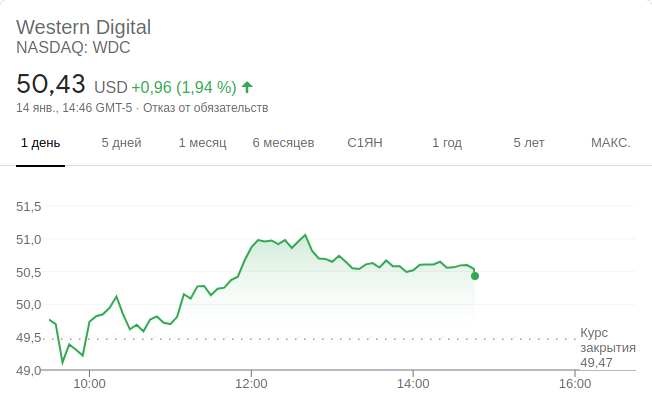 Western Digital
NASDAQ: WDC
50,43 USD +0,96 (1,94 %)
14 янв., 14:46 GMT-5 · Отказ от обязательств
1 день 5 дней 1 месяц 6 месяцев С1ЯН 1 год 5 лет МАКС.
51,5
51,0
50,5
50,0
49,5
49,0
Курс
закрытия
49,47
10:00 12:00 14:00 16:00